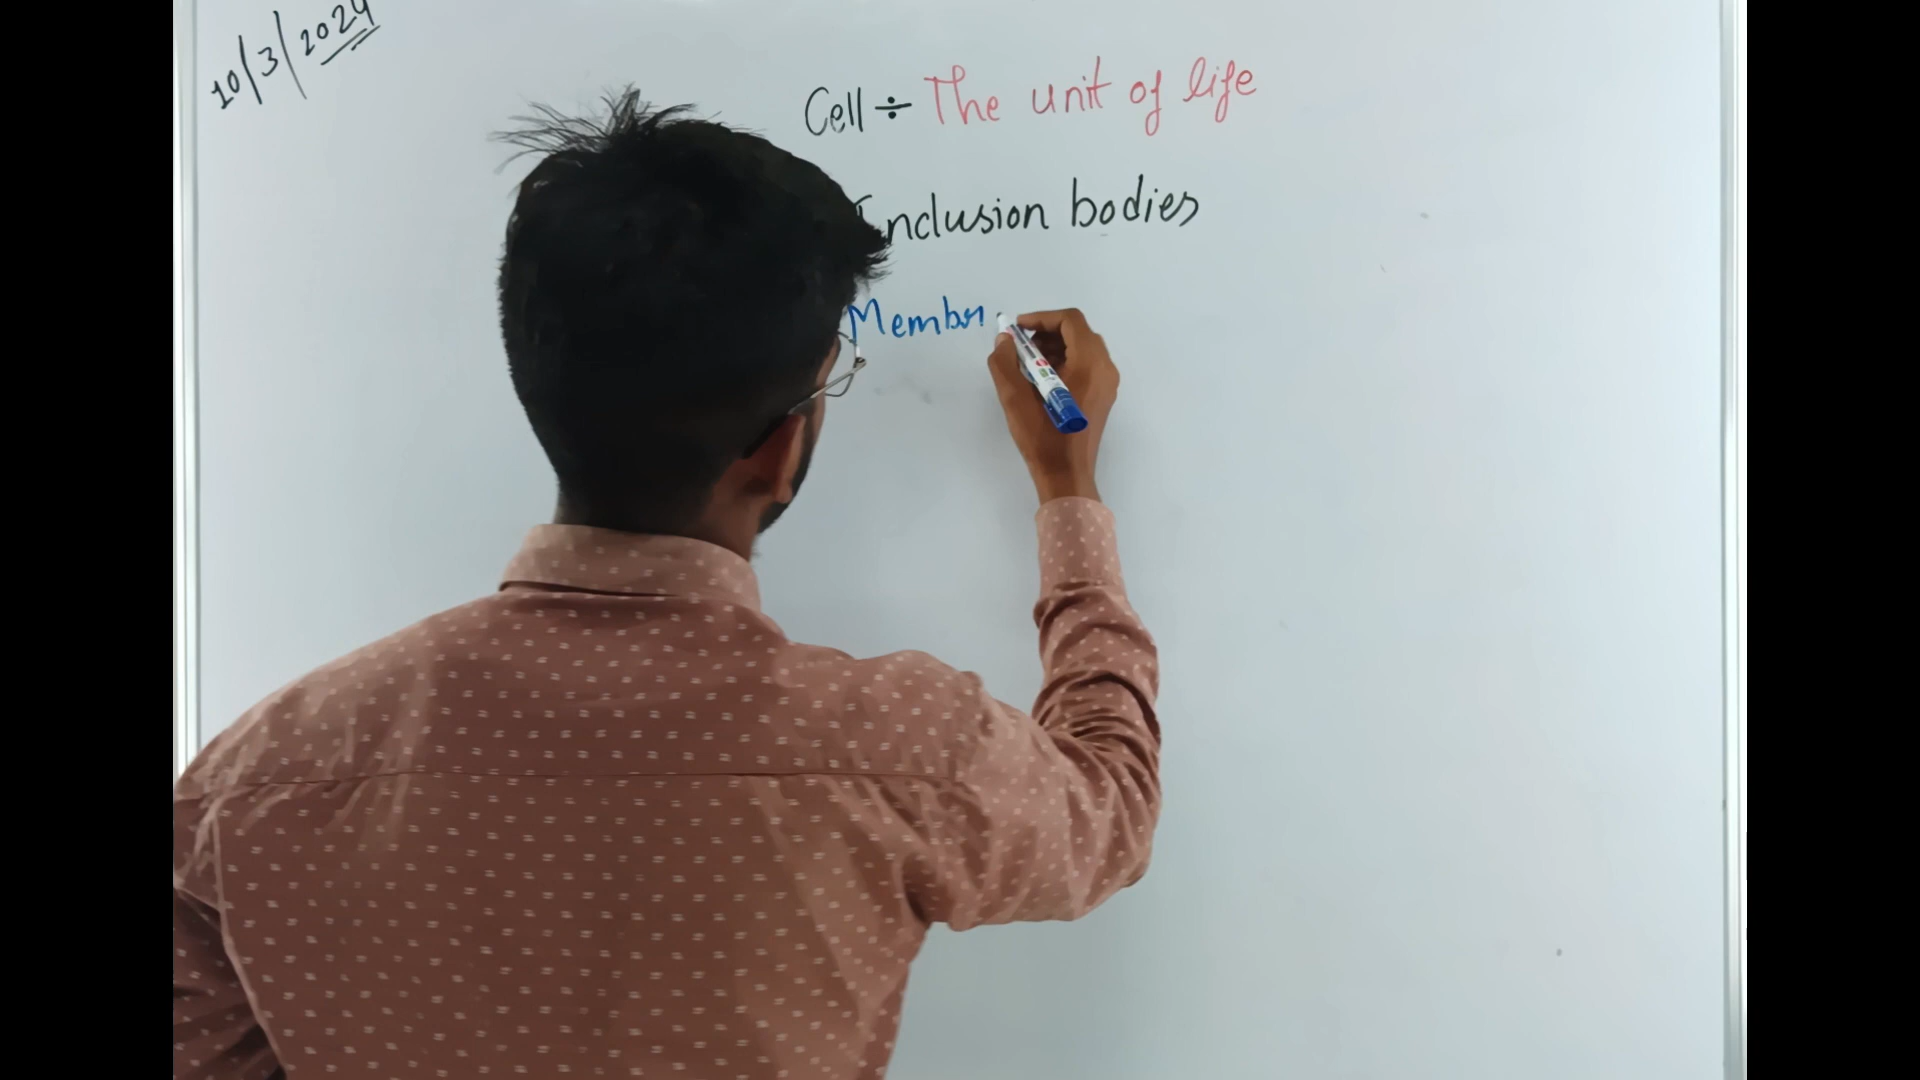 10/3/2024
Cell ÷ The unit of life
Inclusion bodies
Membr